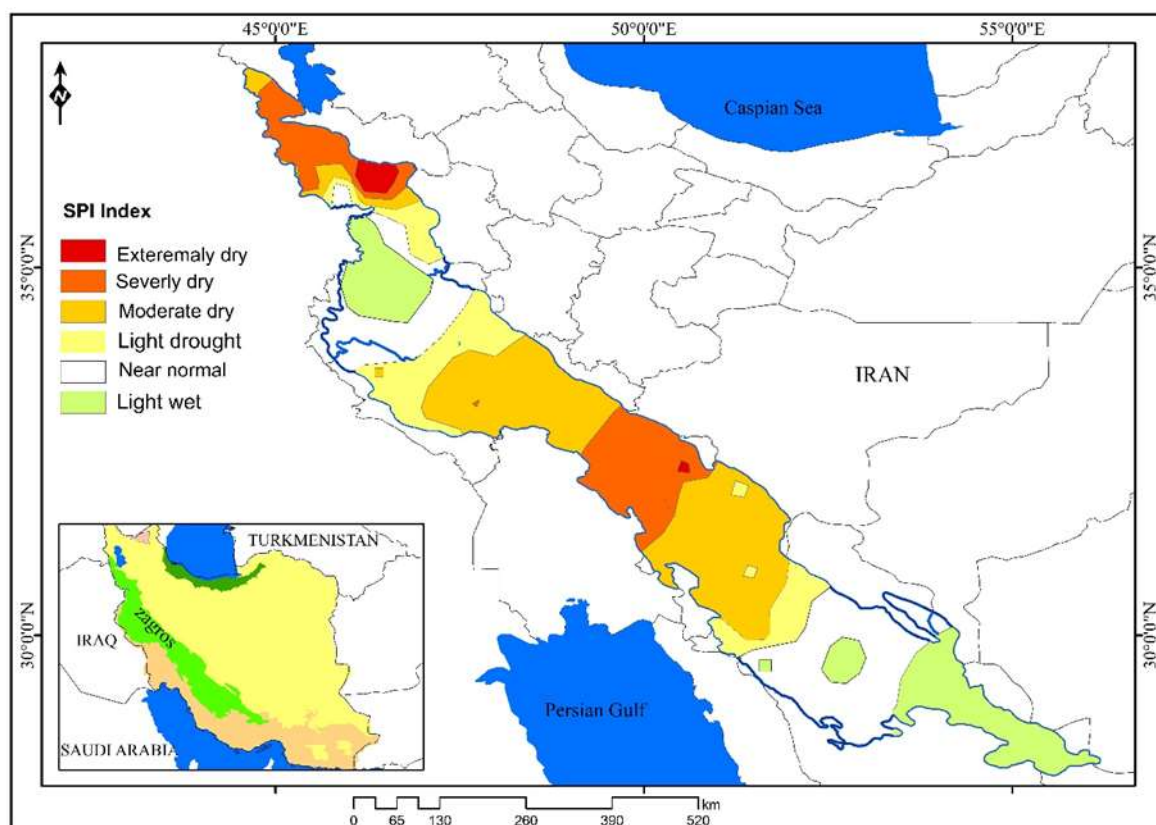 45°0'0"E
50°0'0"E
55°0'0"E
N
Caspian Sea
SPI Index
Exteremaly dry
Severly dry
Moderate dry
Light drought
Near normal
Light wet
35°0'0"N
35°0'0"N
IRAN
TURKMENISTAN
zagros
IRAQ
SAUDI ARABIA
30°0'0"N
30°0'0"N
Persian Gulf
km
0 65 130 260 390 520